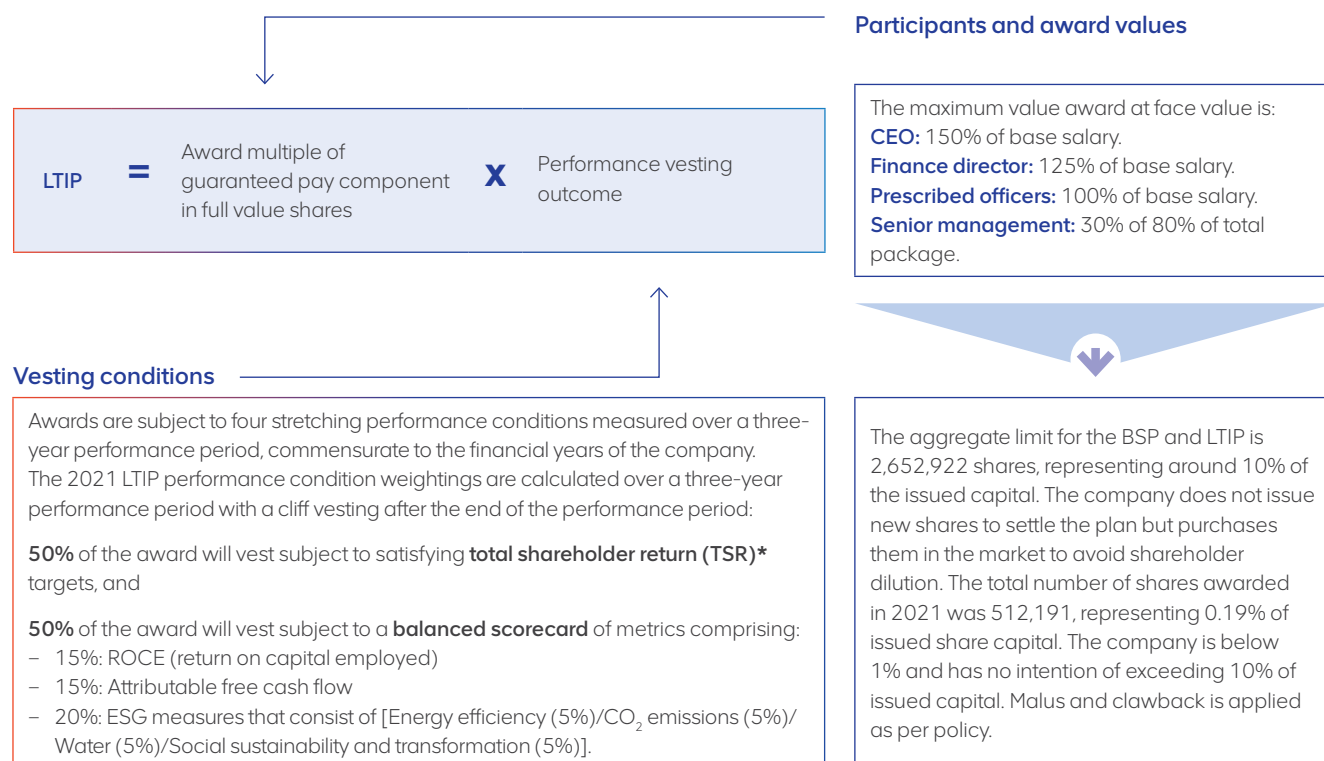 Participants and award values
LTIP = Award multiple of
guaranteed pay component
in full value shares
x Performance vesting
outcome
The maximum value award at face value is:
CEO: 150% of base salary.
Finance director: 125% of base salary.
Prescribed officers: 100% of base salary.
Senior management: 30% of 80% of total
package.
Vesting conditions
Awards are subject to four stretching performance conditions measured over a three-
year performance period, commensurate to the financial years of the company.
The 2021 LTIP performance condition weightings are calculated over a three-year
performance period with a cliff vesting after the end of the performance period:
50% of the award will vest subject to satisfying total shareholder return (TSR)*
targets, and
50% of the award will vest subject to a balanced scorecard of metrics comprising:
– 15%: ROCE (return on capital employed)
– 15%: Attributable free cash flow
– 20%: ESG measures that consist of [Energy efficiency (5%)/CO₂ emissions (5%)/
Water (5%)/Social sustainability and transformation (5%)].
The aggregate limit for the BSP and LTIP is
2,652,922 shares, representing around 10% of
the issued capital. The company does not issue
new shares to settle the plan but purchases
them in the market to avoid shareholder
dilution. The total number of shares awarded
in 2021 was 512,191, representing 0.19% of
issued share capital. The company is below
1% and has no intention of exceeding 10% of
issued capital. Malus and clawback is applied
as per policy.